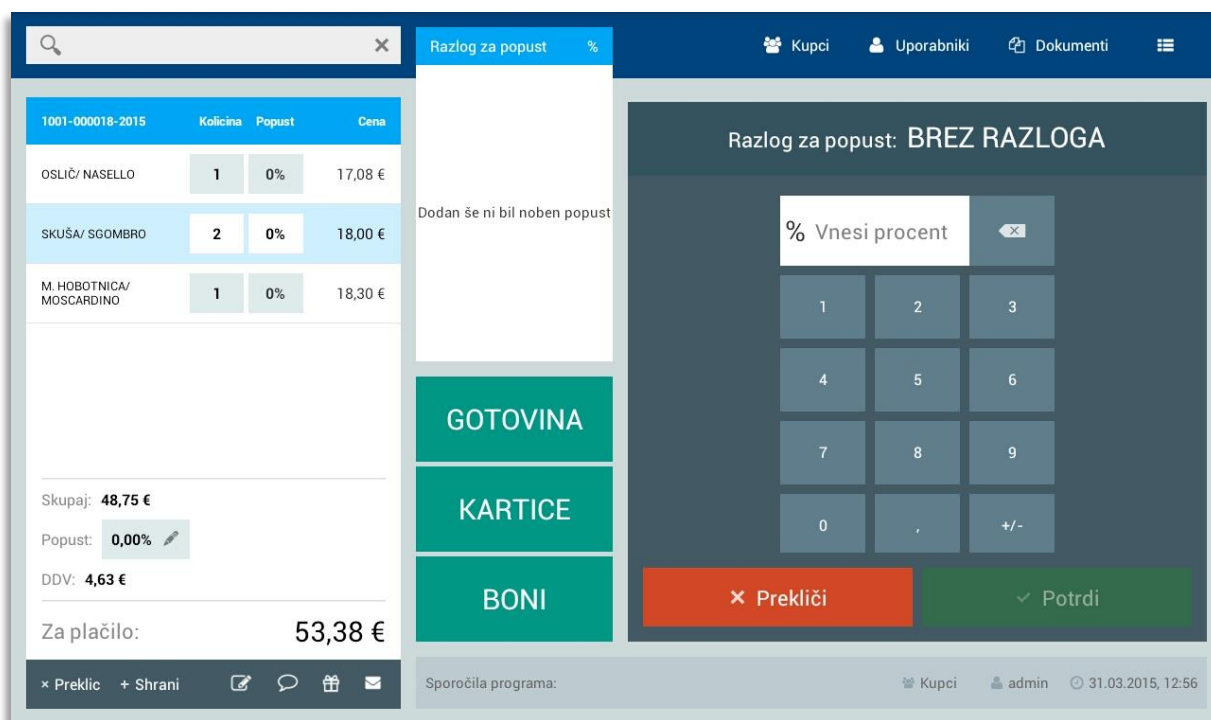 Razlog za popust %
Kupci Uporabniki Dokumenti
1001-000018-2015 Kolicina Popust Cena
OSLIČ/ NASELLO 1 0% 17,08 €
SKUŠA/ SGOMBRO 2 0% 18,00 €
M. HOBOTNICA/
MOSCARDINO 1 0% 18,30 €
Skupaj: 48,75 €
Popust: 0,00%
DDV: 4,63 €
Za plačilo: 53,38 €
× Preklic + Shrani
Dodan še ni bil noben popust
GOTOVINA
KARTICE
BONI
Razlog za popust: BREZ RAZLOGA
% Vnesi procent
1 2 3
4 5 6
7 8 9
0 , +/-
Prekliči Potrdi
Sporočila programa: Kupci admin 31.03.2015, 12:56